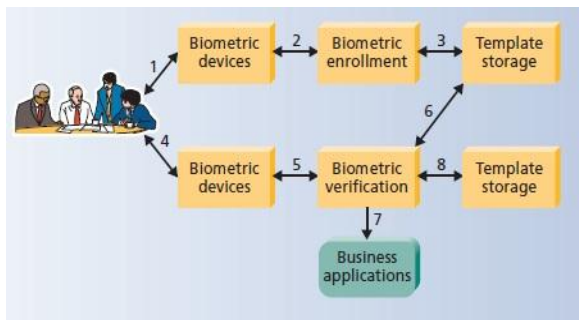 1
Biometric
devices
2
Biometric
enrollment
3
Template
storage
4
Biometric
devices
5
Biometric
verification
6
8
Template
storage
7
Business
applications